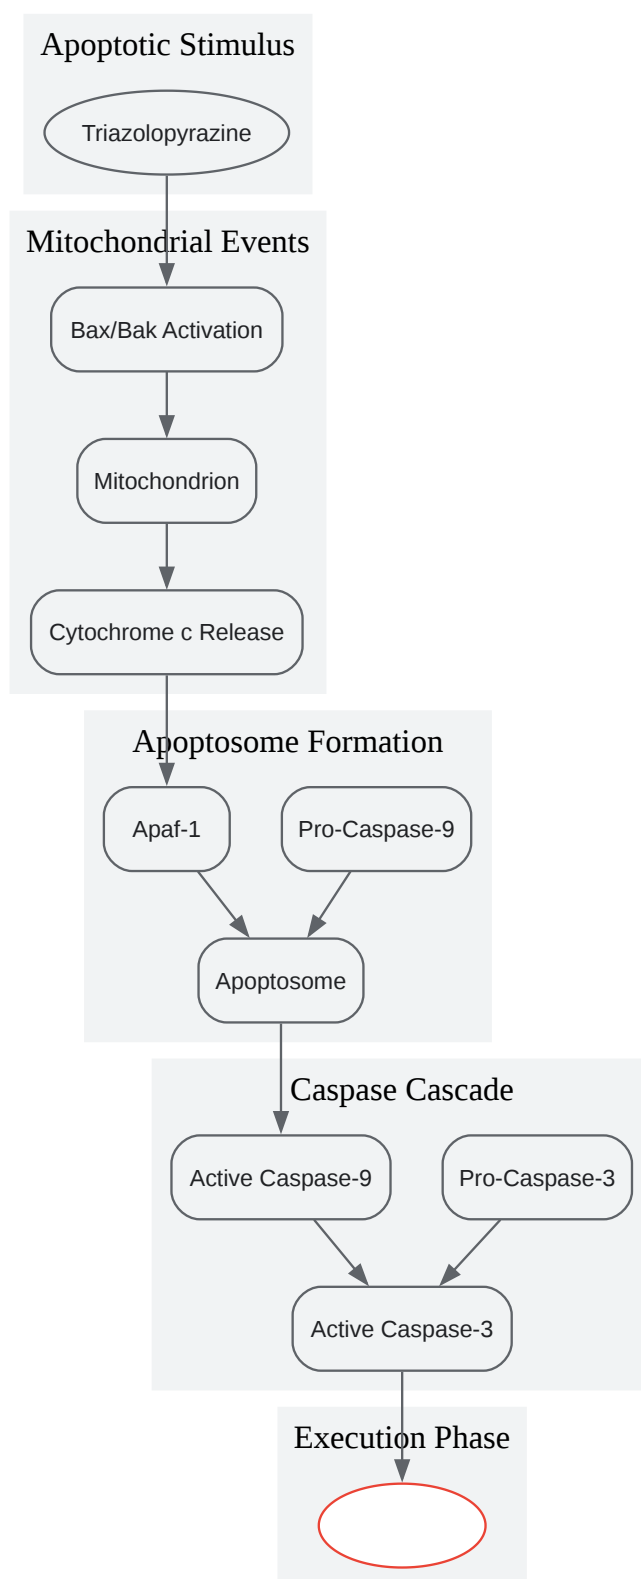 Apoptotic Stimulus
Triazolopyrazine
Mitochondrial Events
Bax/Bak Activation
Mitochondrion
Cytochrome c Release
Apoptosome Formation
Apaf-1
Pro-Caspase-9
Apoptosome
Caspase Cascade
Active Caspase-9
Pro-Caspase-3
Active Caspase-3
Execution Phase